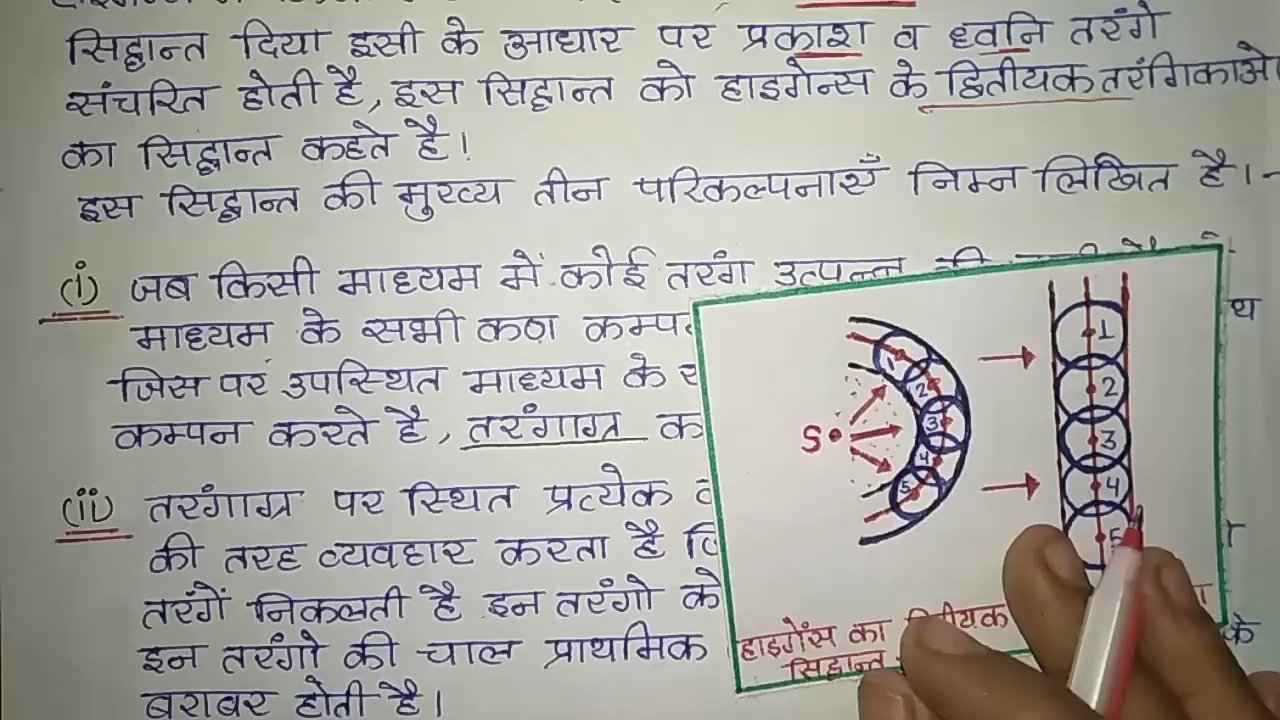 सिद्धान्त दिया इसी के आधार पर प्रकाश व ध्वनि तरंगे
संचरित होती है, इस सिद्धान्त को हाइगेन्स के द्वितीयक तरंगिकाओ
का सिद्धान्त कहते है।
इस सिद्धान्त की मुख्य तीन परिकल्पनाएँ निम्न लिखित है।-
(i) जब किसी माध्यम में कोई तरंग उत्पन्न
माध्यम के सभी कण
जिस पर उपस्थित माध्यम के
कम्पन करते है, तरंगाग्र
(ii) तरंगाग्र पर स्थित प्रत्येक
की तरह व्यवहार करता है
तरंगें निकलती है इन तरंगो को
इन तरंगो की चाल प्राथमिक
के
बराबर होती है।
S
1
2
3
4
5
1
2
3
4
5
हाइगेंस का
सिद्धान्त